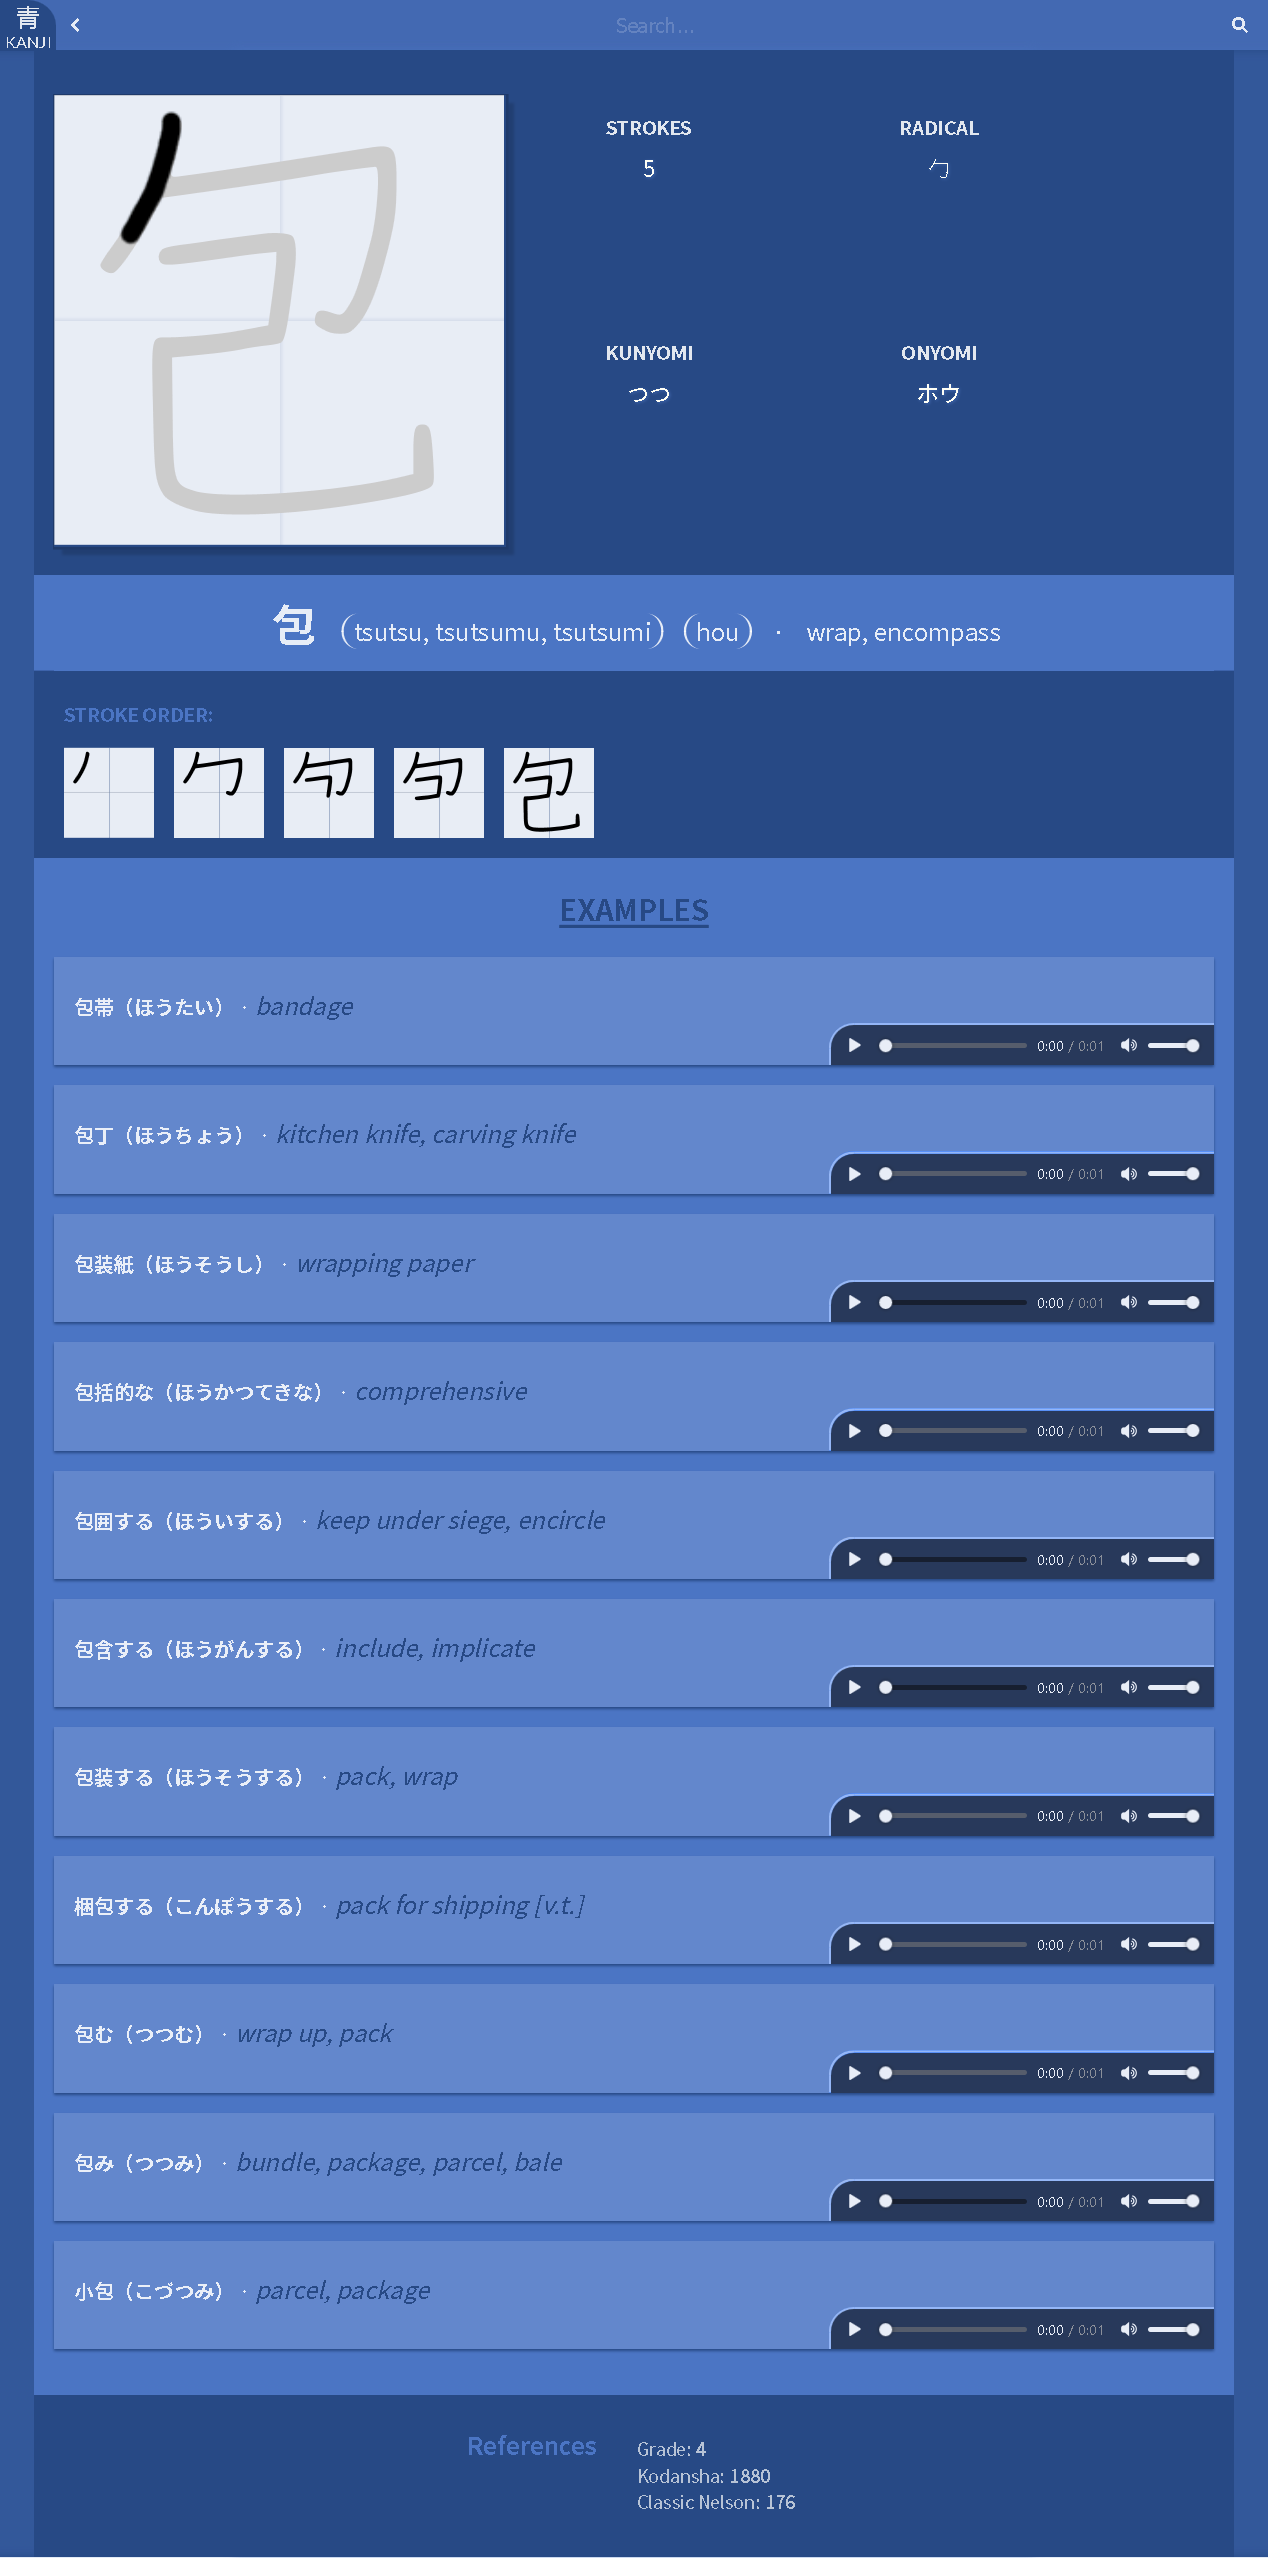 青
KANJI
Search...
STROKES
5
RADICAL
勹
KUNYOMI
つつ
ONYOMI
ホウ
包 (tsutsu, tsutsumu, tsutsumi) (hou) · wrap, encompass
STROKE ORDER:
EXAMPLES
包帯（ほうたい） · bandage
0:00 / 0:01
包丁（ほうちょう） · kitchen knife, carving knife
0:00 / 0:01
包装紙（ほうそうし） · wrapping paper
0:00 / 0:01
包括的な（ほうかつてきな） · comprehensive
0:00 / 0:01
包囲する（ほういする） · keep under siege, encircle
0:00 / 0:01
包含する（ほうがんする） · include, implicate
0:00 / 0:01
包装する（ほうそうする） · pack, wrap
0:00 / 0:01
梱包する（こんぽうする） · pack for shipping [v.t.]
0:00 / 0:01
包む（つつむ） · wrap up, pack
0:00 / 0:01
包み（つつみ） · bundle, package, parcel, bale
0:00 / 0:01
小包（こづつみ） · parcel, package
0:00 / 0:01
References
Grade: 4
Kodansha: 1880
Classic Nelson: 176